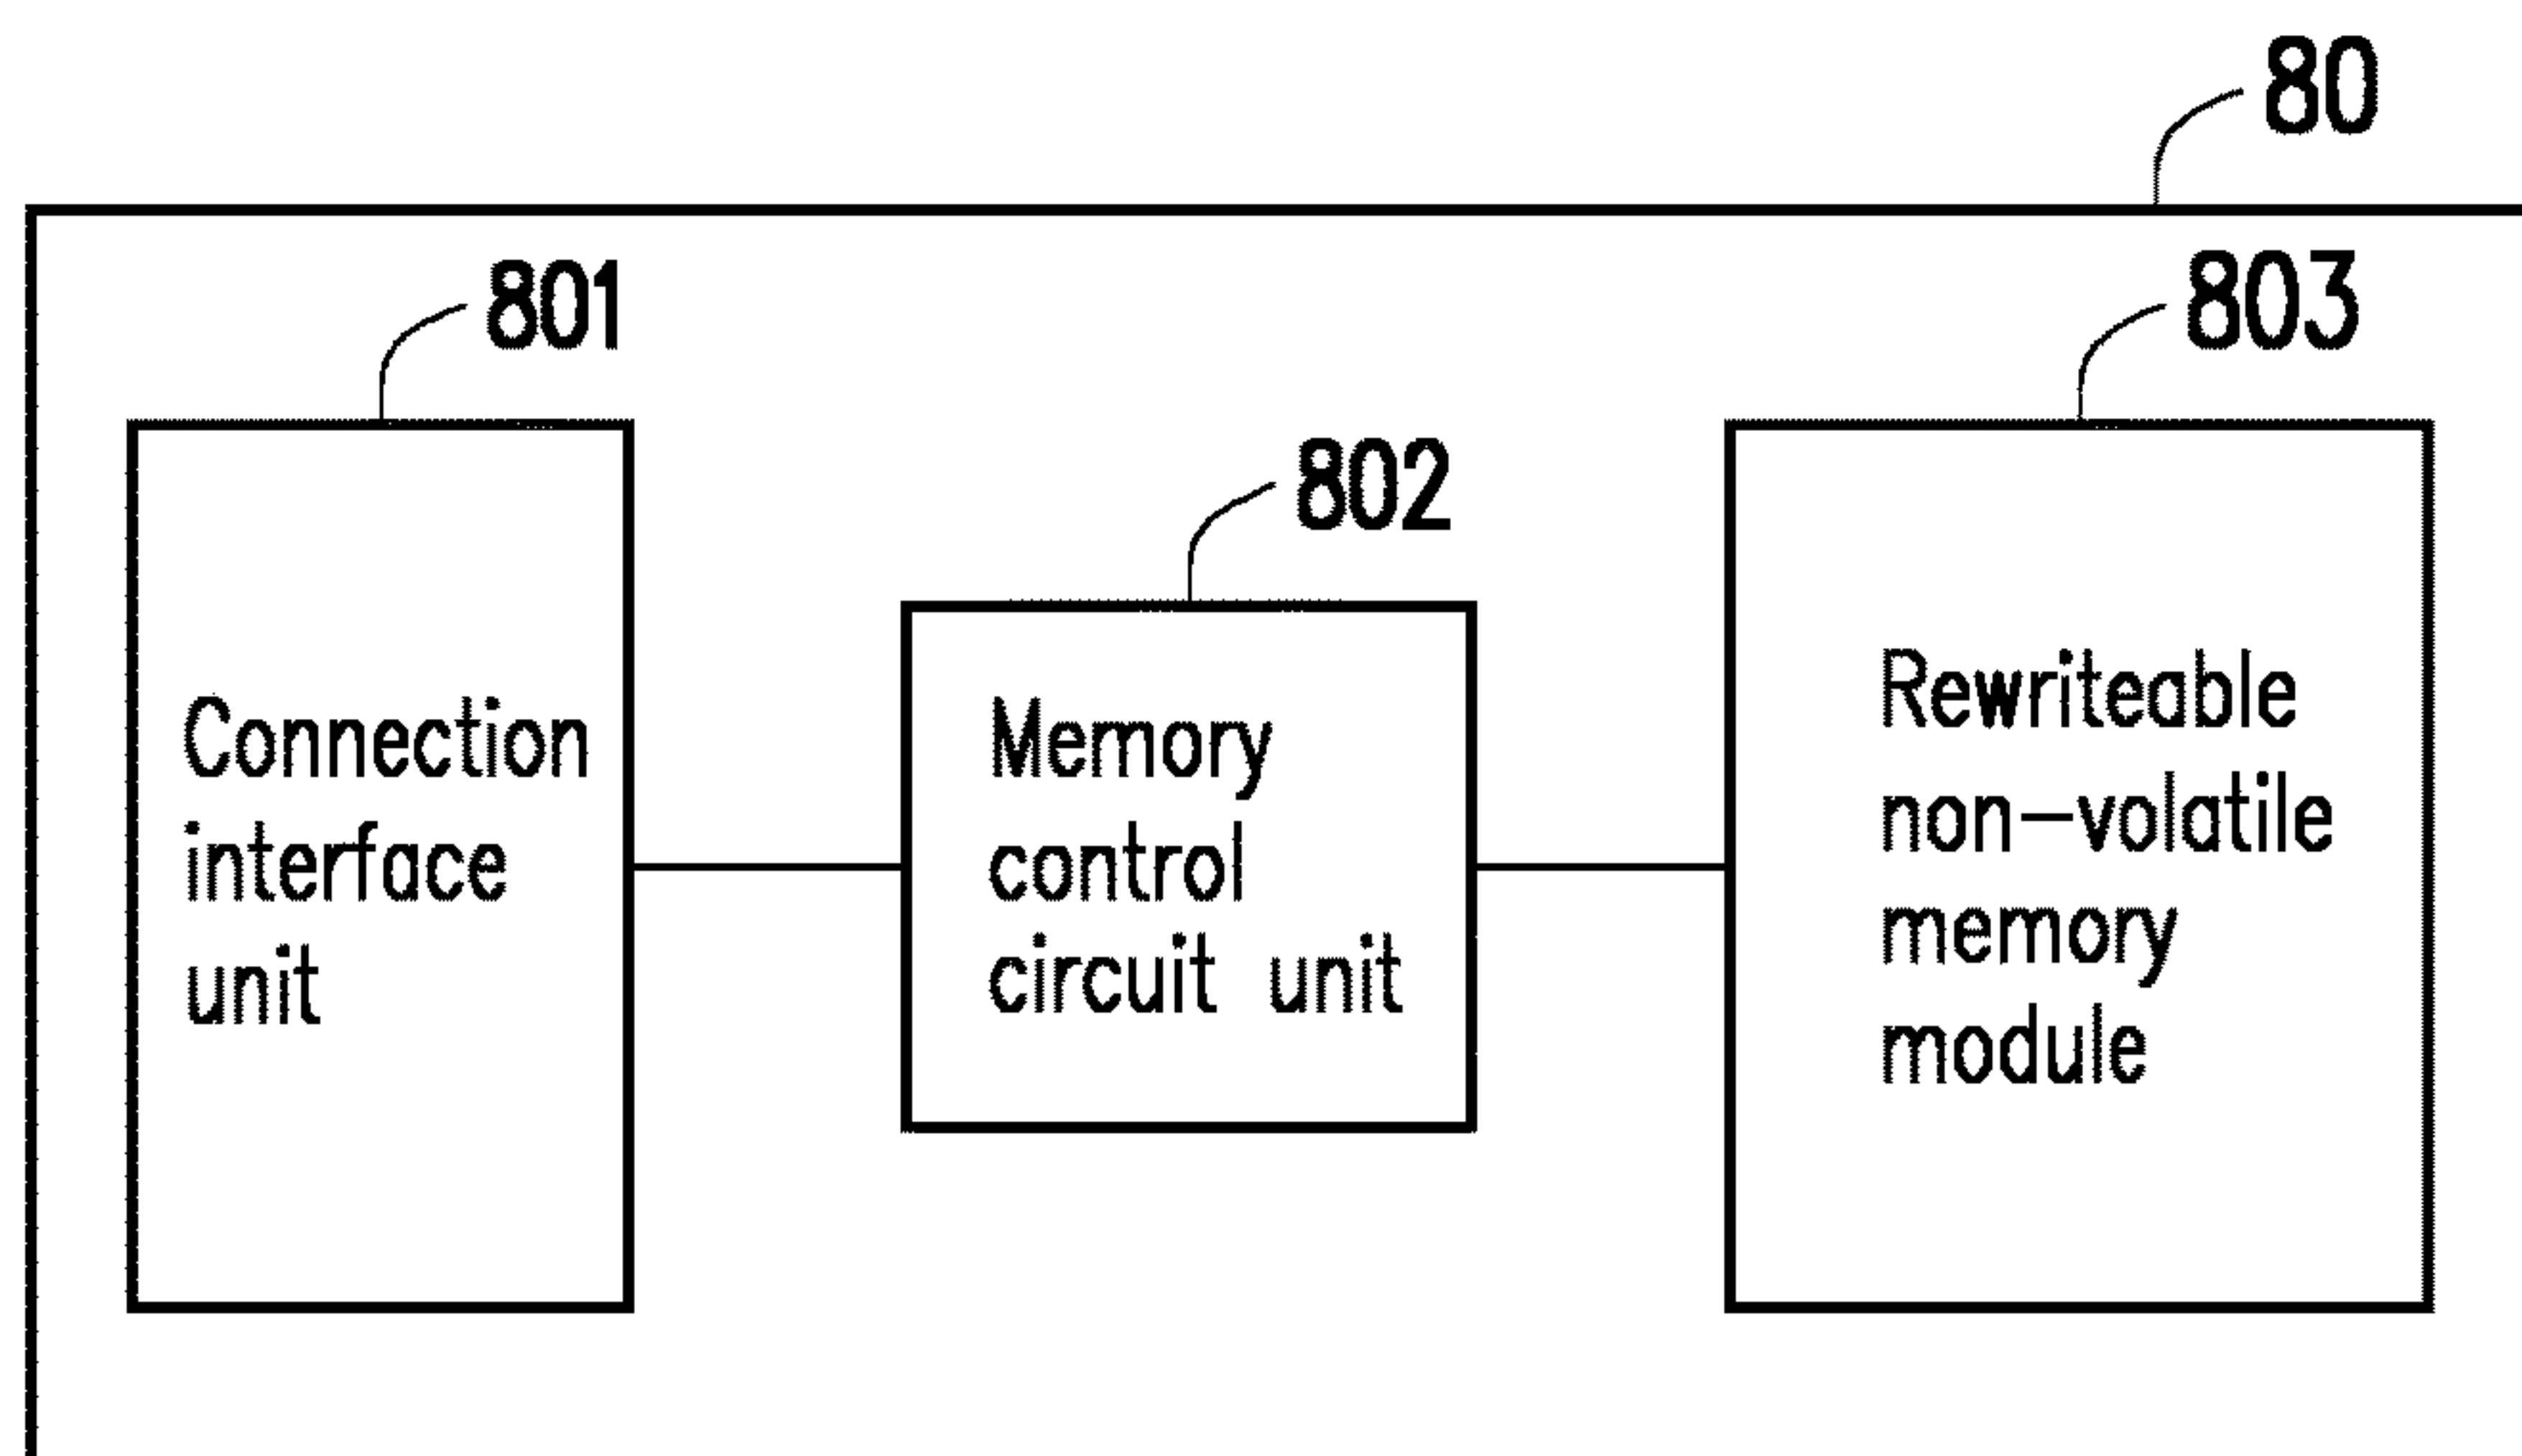 80
801
Connection
interface
unit
802
Memory
control
circuit unit
803
Rewriteable
non-volatile
memory
module